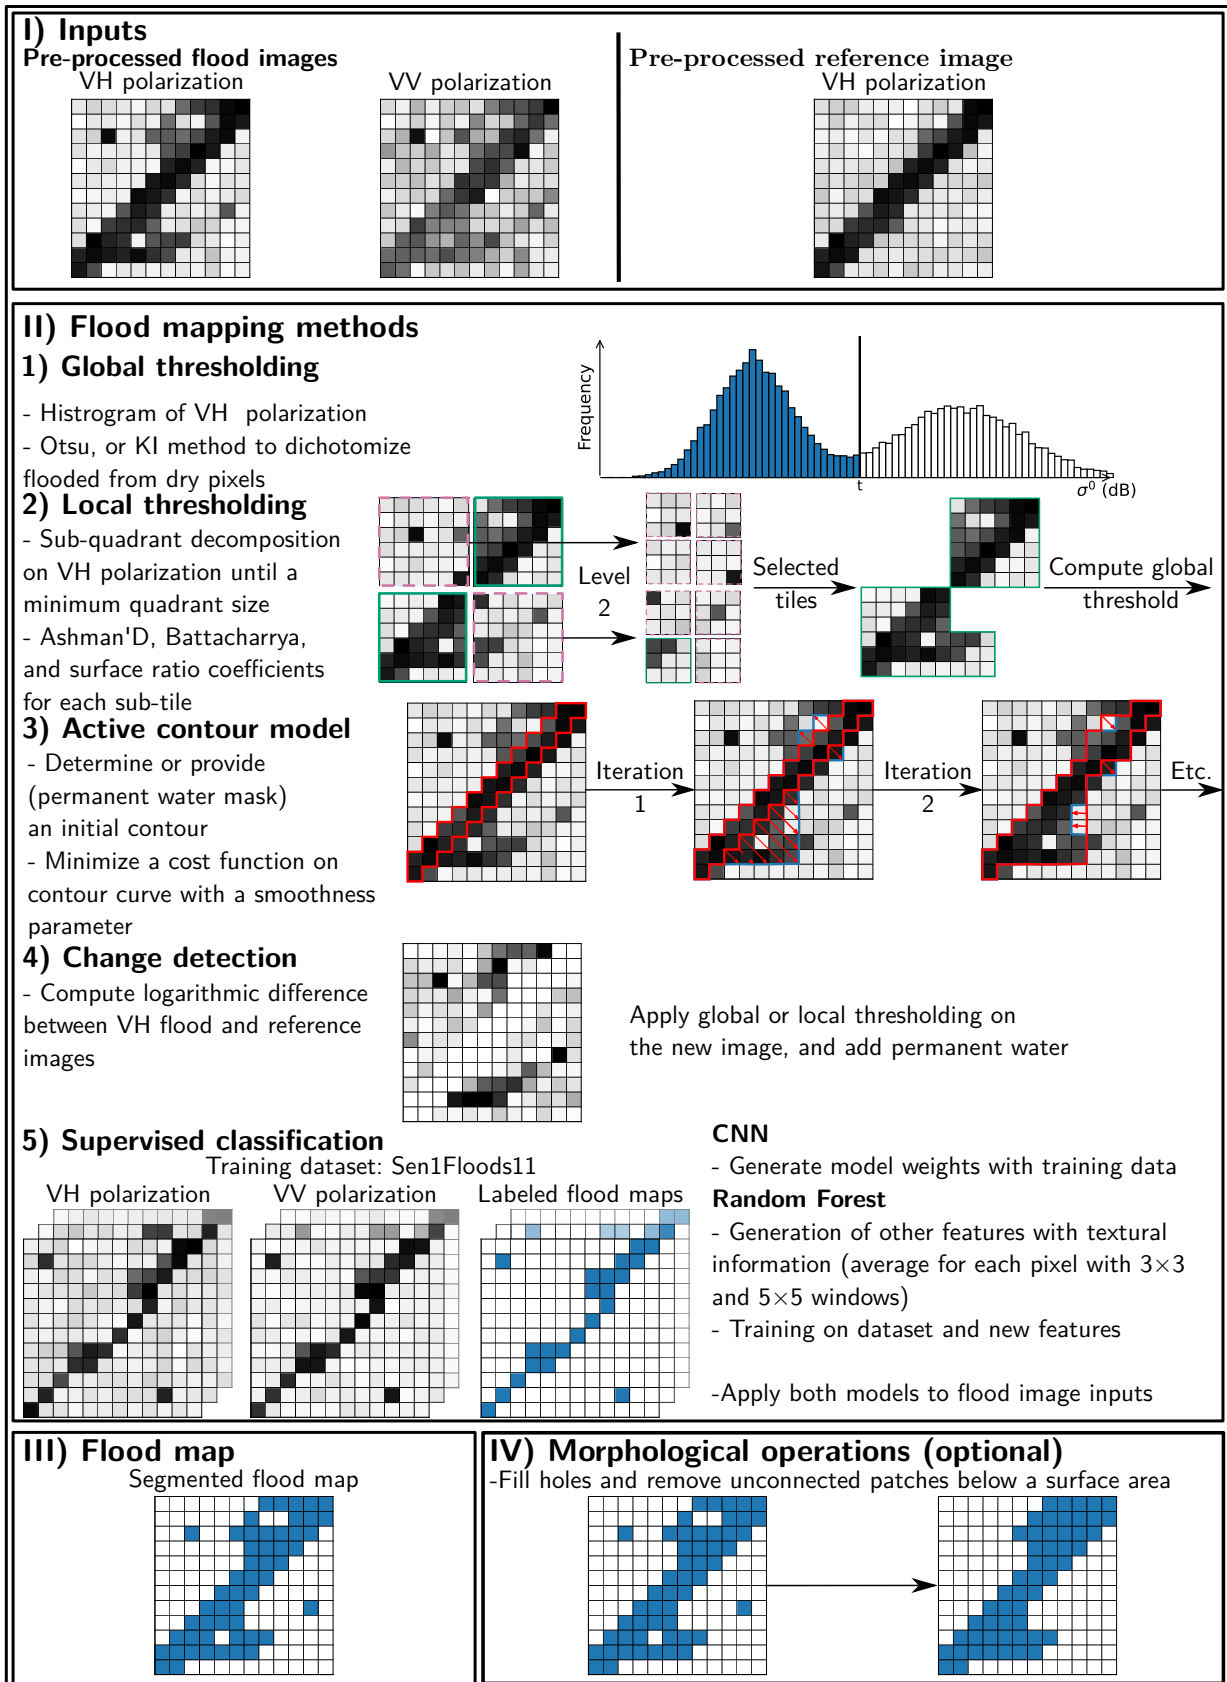 I) Inputs
Pre-processed flood images
VH polarization
VV polarization
Pre-processed reference image
VH polarization
II) Flood mapping methods
1) Global thresholding
- Histrogram of VH polarization
- Otsu, or KI method to dichotomize
flooded from dry pixels
Frequency
t
σ⁰ (dB)
2) Local thresholding
- Sub-quadrant decomposition
on VH polarization until a
minimum quadrant size
- Ashman'D, Battacharrya,
and surface ratio coefficients
for each sub-tile
Level
2
Selected
tiles
Compute global
threshold
3) Active contour model
- Determine or provide
(permanent water mask)
an initial contour
- Minimize a cost function on
contour curve with a smoothness
parameter
Iteration
1
Iteration
2
Etc.
4) Change detection
- Compute logarithmic difference
between VH flood and reference
images
Apply global or local thresholding on
the new image, and add permanent water
5) Supervised classification
Training dataset: Sen1Floods11
VH polarization
VV polarization
Labeled flood maps
CNN
- Generate model weights with training data
Random Forest
- Generation of other features with textural
information (average for each pixel with 3×3
and 5×5 windows)
- Training on dataset and new features
-Apply both models to flood image inputs
III) Flood map
Segmented flood map
IV) Morphological operations (optional)
-Fill holes and remove unconnected patches below a surface area